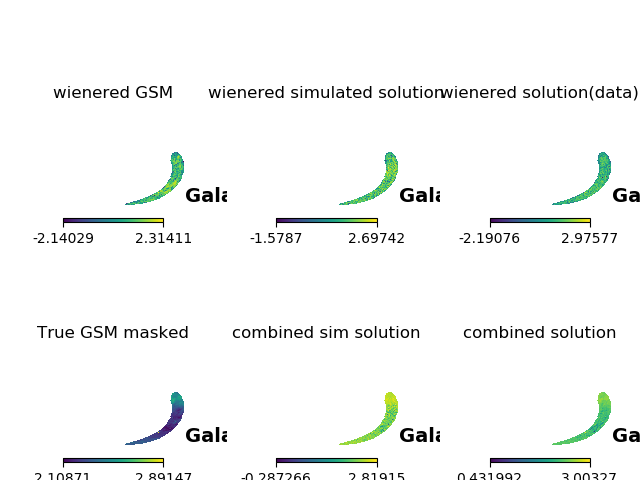 wienered GSM wienered simulated solution wienered solution(data)
Gala Gala Ga
-2.14029 2.31411 -1.5787 2.69742 -2.19076 2.97577
True GSM masked combined sim solution combined solution
Gala Gala Ga
2.10871 2.89147 -0.287266 2.81915 0.431992 3.00327